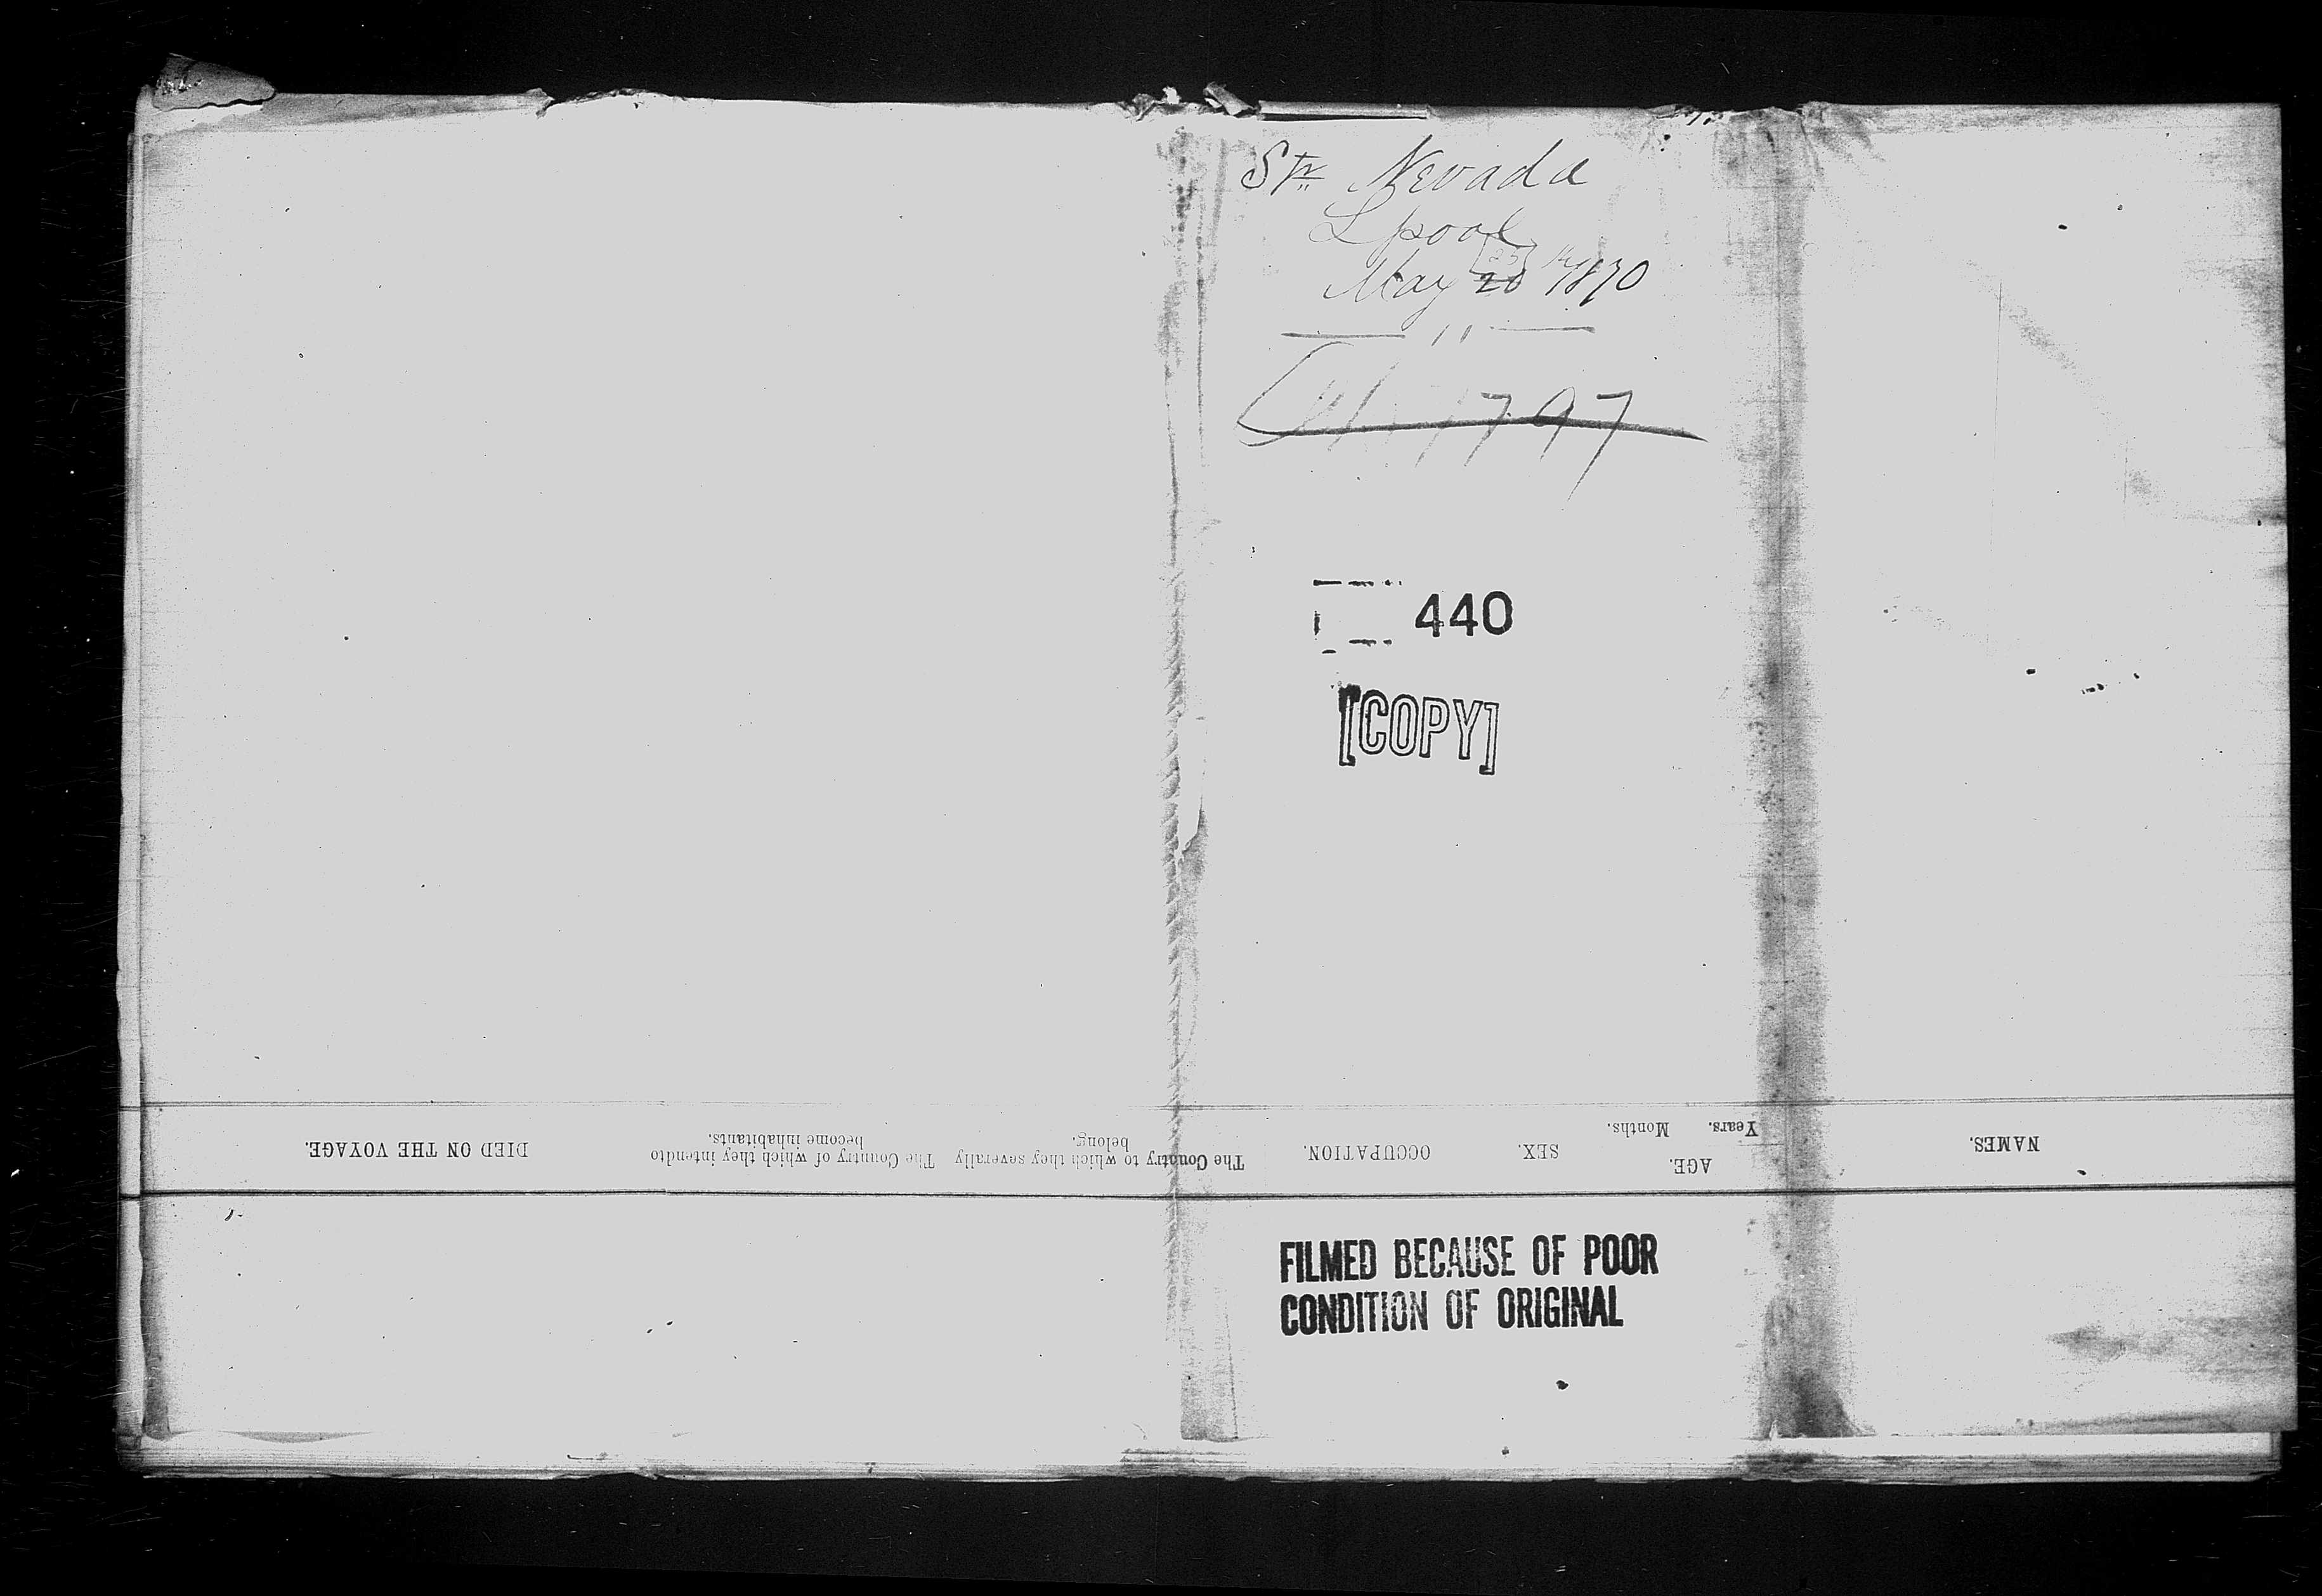 Str Nevada
Lpool
May 20 1870
23
797
440
[COPY]
NAMES.
AGE.
Years. Months.
SEX.
OCCUPATION.
The Country to which they severally
belong.
The Country of which they intend to
become inhabitants.
DIED ON THE VOYAGE.
FILMED BECAUSE OF POOR
CONDITION OF ORIGINAL